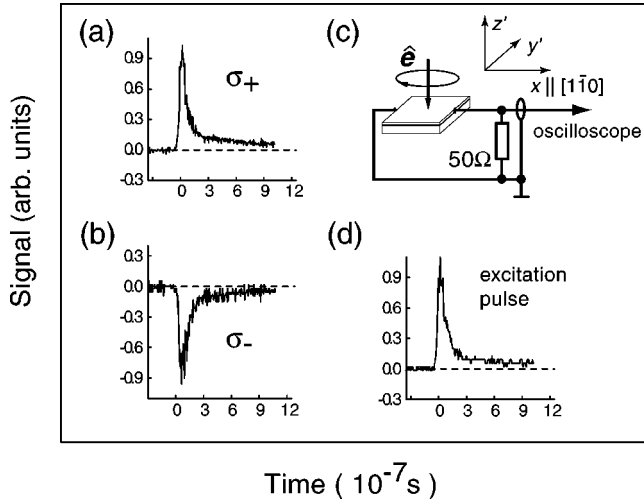 (a)
0.9
0.6
0.3
0.0
-0.3
0 3 6 9 12
σ+
(c)
z'
y'
ê
x || [11̄0]
oscilloscope
50Ω
Signal (arb. units)
(b)
0.3
0.0
-0.3
-0.6
-0.9
0 3 6 9 12
σ-
(d)
0.9
0.6
0.3
0.0
-0.3
0 3 6 9 12
excitation
pulse
Time ( 10⁻⁷s)